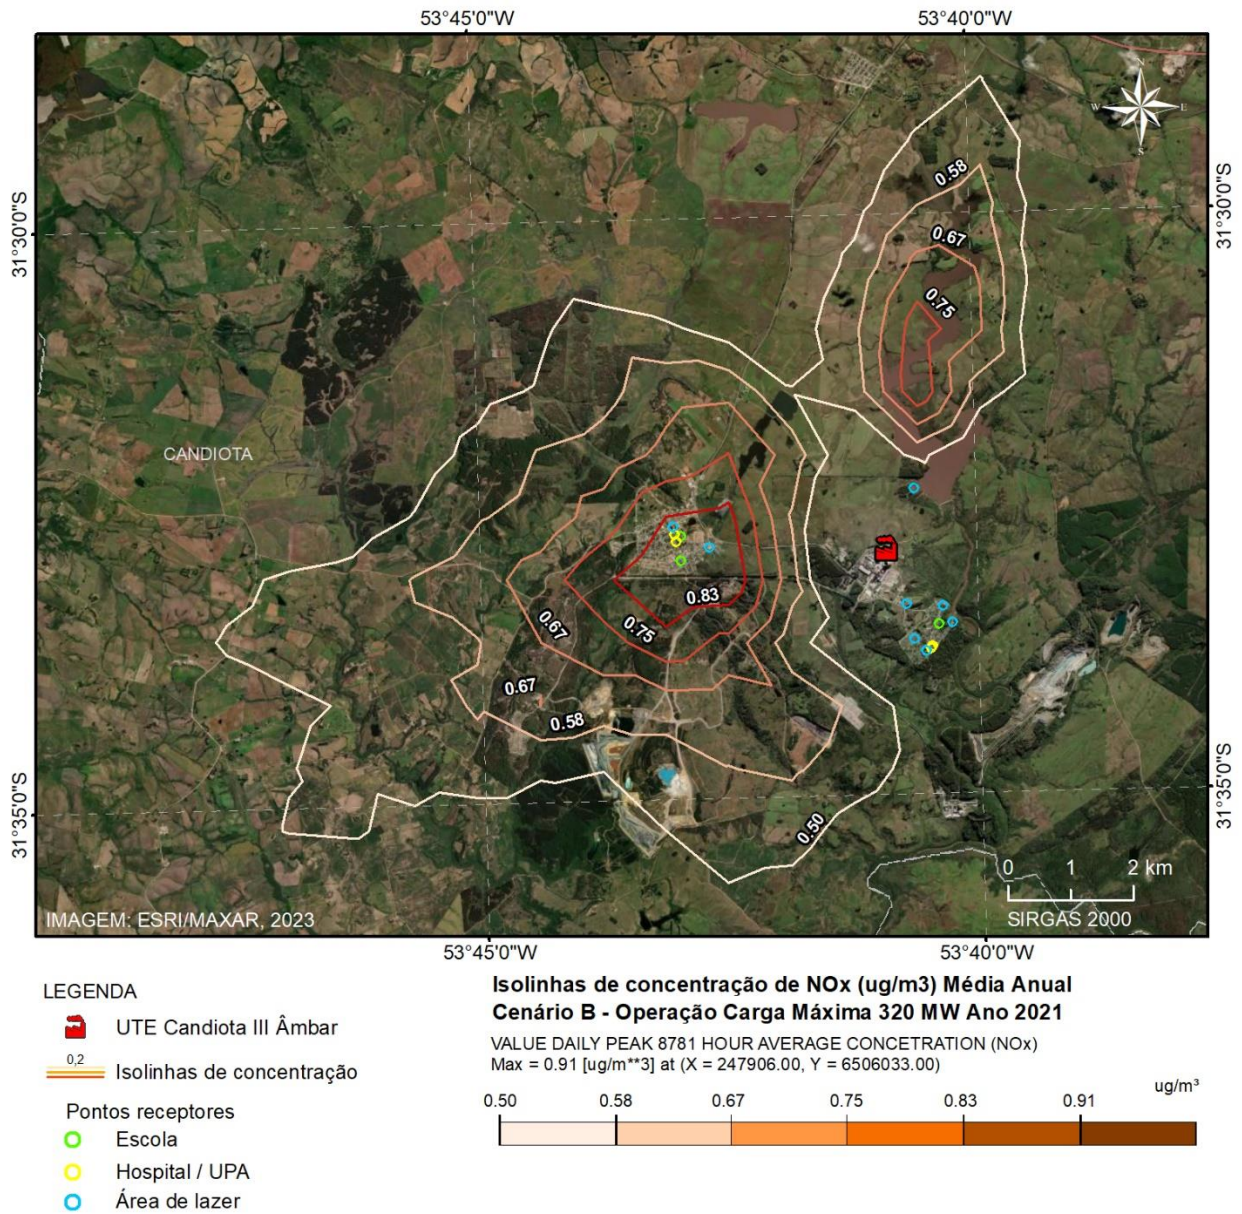 53°45'0"W 53°40'0"W
N
W E
S
0.58
31°30'0"S 31°30'0"S
0.67
0.75
CANDIOTA
0.83
0.67 0.75
0.67
0.58
31°35'0"S 31°35'0"S
0.50
0 1 2 km
IMAGEM: ESRI/MAXAR, 2023 SIRGAS 2000
53°45'0"W 53°40'0"W
LEGENDA
UTE Candiota III Âmbar
0,2
Isolinhas de concentração
Pontos receptores
Escola
Hospital / UPA
Área de lazer
Isolinhas de concentração de NOx (ug/m3) Média Anual
Cenário B - Operação Carga Máxima 320 MW Ano 2021
VALUE DAILY PEAK 8781 HOUR AVERAGE CONCETRATION (NOx)
Max = 0.91 [ug/m**3] at (X = 247906.00, Y = 6506033.00)
ug/m³
0.50 0.58 0.67 0.75 0.83 0.91